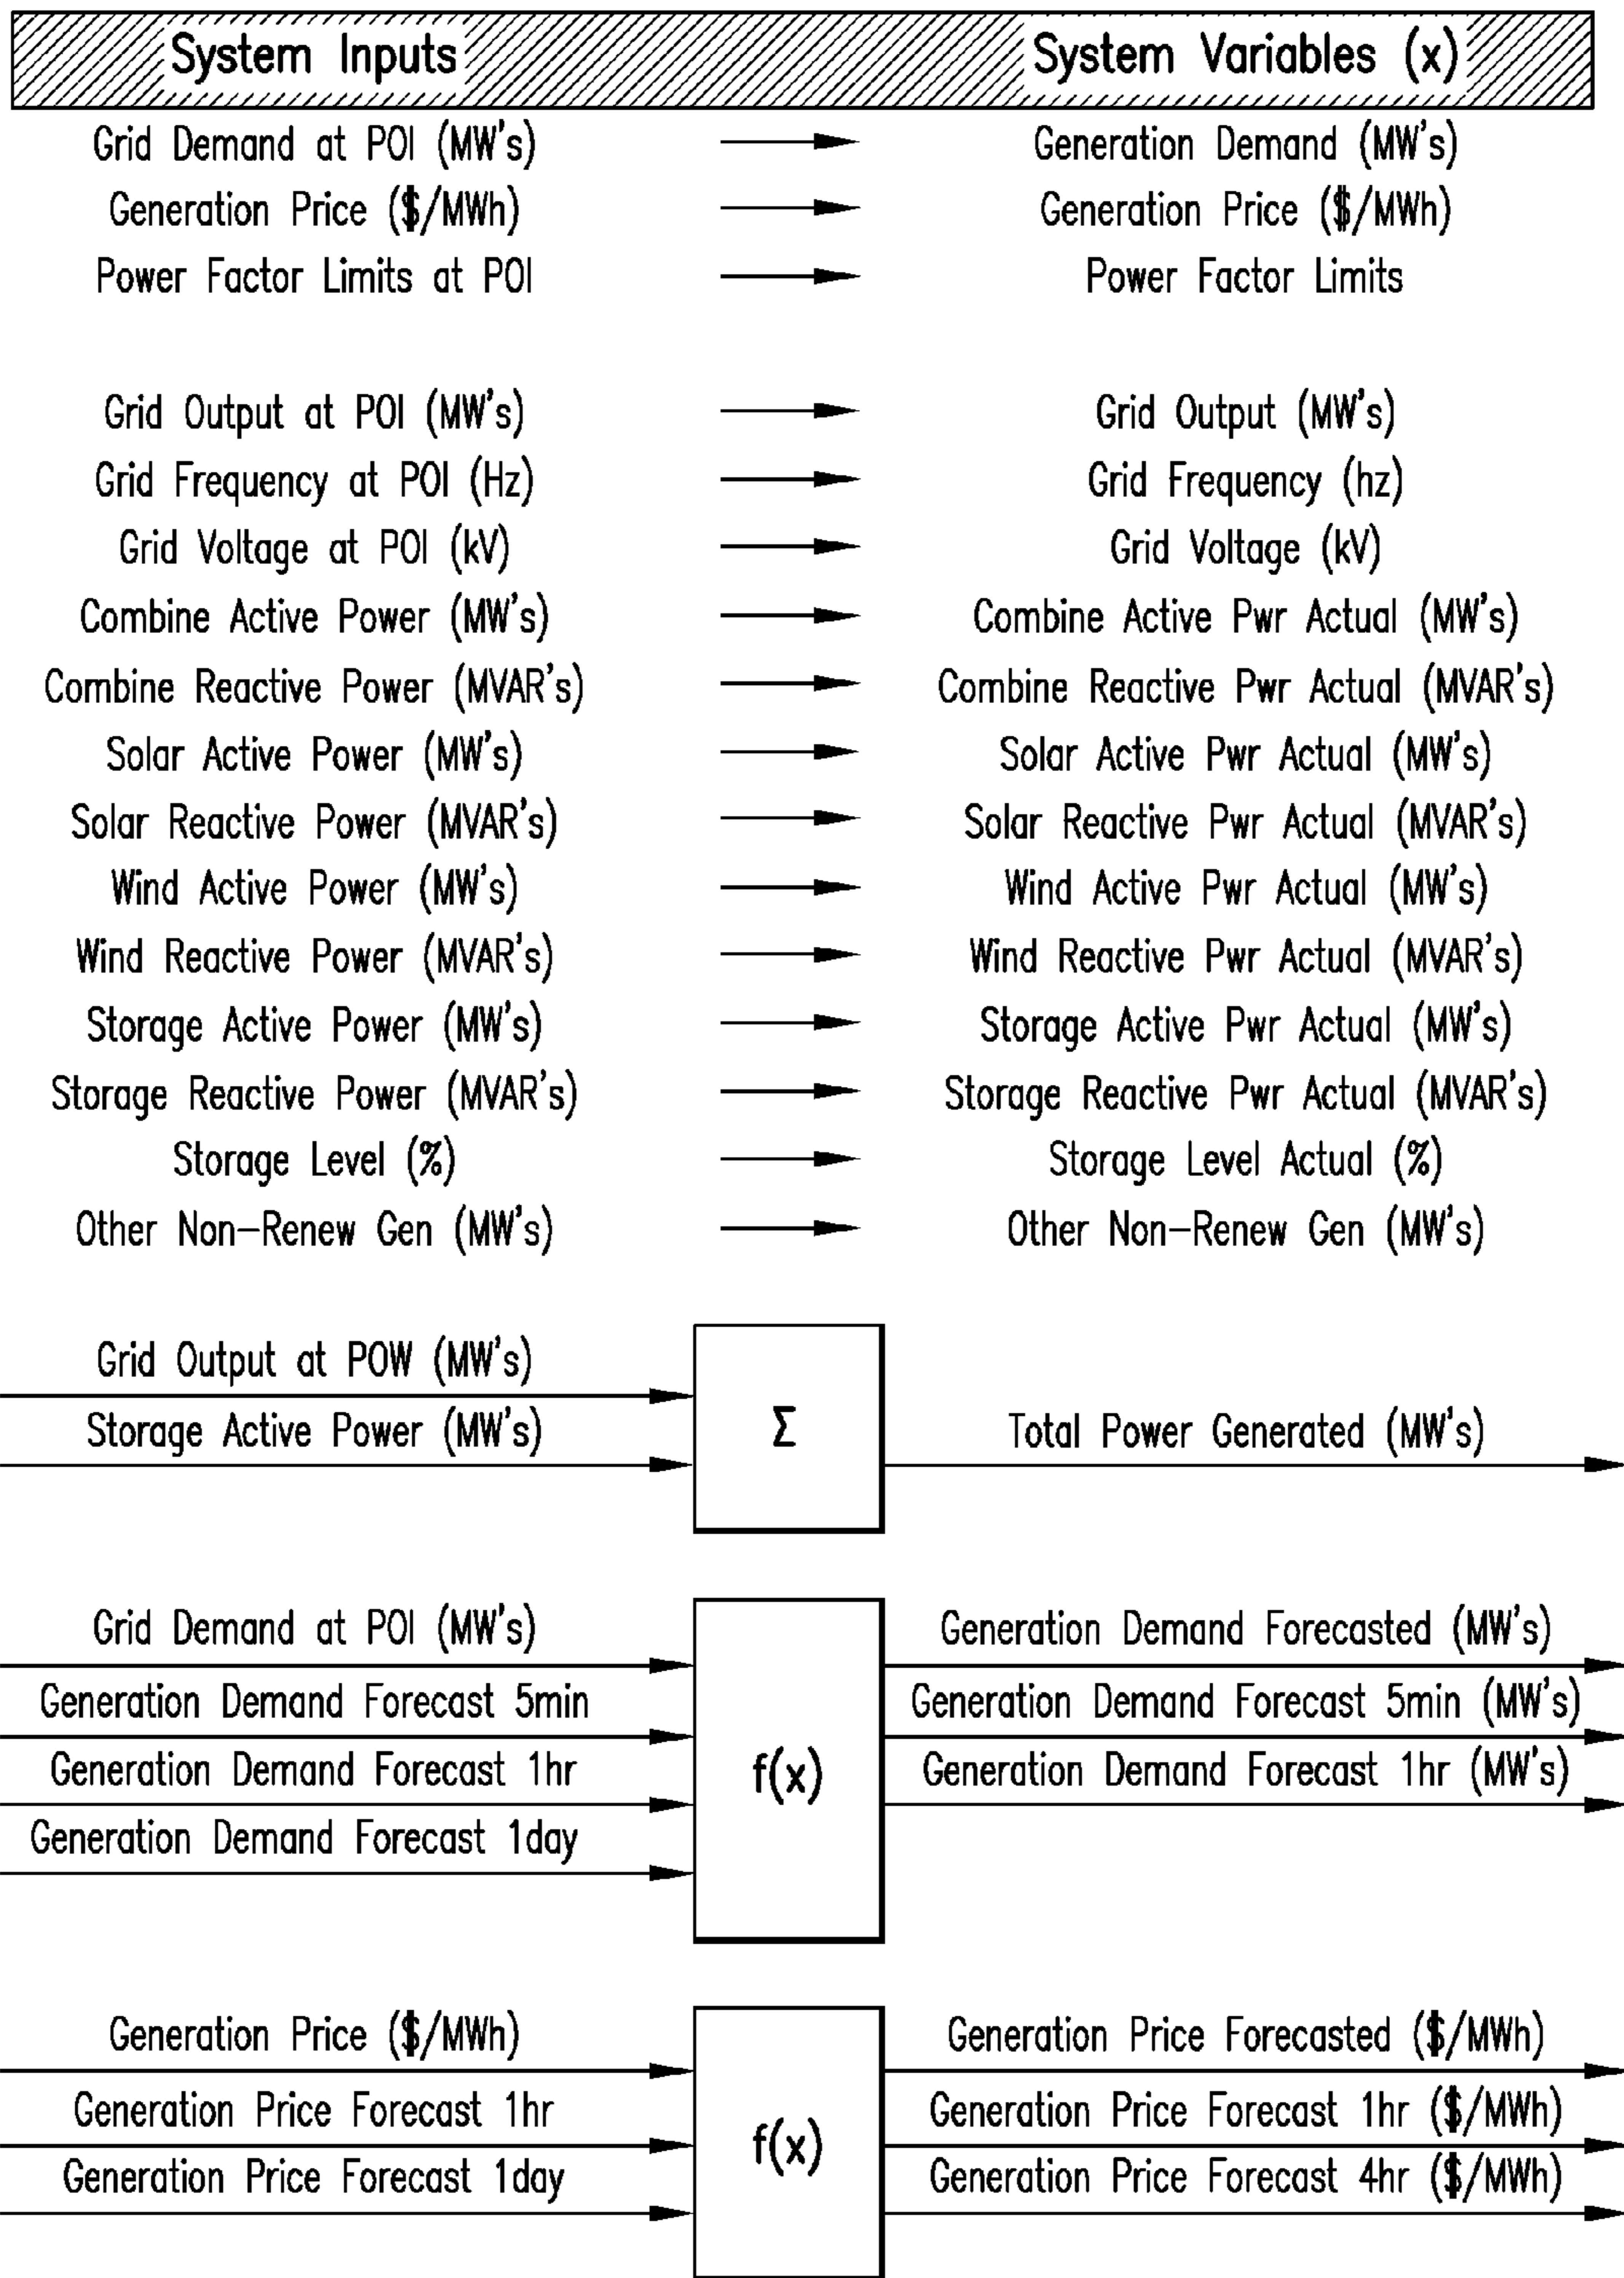 System Inputs System Variables (x)
Grid Demand at POI (MW's) Generation Demand (MW's)
Generation Price ($/MWh) Generation Price ($/MWh)
Power Factor Limits at POI Power Factor Limits
Grid Output at POI (MW's) Grid Output (MW's)
Grid Frequency at POI (Hz) Grid Frequency (hz)
Grid Voltage at POI (kV) Grid Voltage (kV)
Combine Active Power (MW's) Combine Active Pwr Actual (MW's)
Combine Reactive Power (MVAR's) Combine Reactive Pwr Actual (MVAR's)
Solar Active Power (MW's) Solar Active Pwr Actual (MW's)
Solar Reactive Power (MVAR's) Solar Reactive Pwr Actual (MVAR's)
Wind Active Power (MW's) Wind Active Pwr Actual (MW's)
Wind Reactive Power (MVAR's) Wind Reactive Pwr Actual (MVAR's)
Storage Active Power (MW's) Storage Active Pwr Actual (MW's)
Storage Reactive Power (MVAR's) Storage Reactive Pwr Actual (MVAR's)
Storage Level (%) Storage Level Actual (%)
Other Non-Renew Gen (MW's) Other Non-Renew Gen (MW's)
Grid Output at POW (MW's)
Storage Active Power (MW's) Σ Total Power Generated (MW's)
Grid Demand at POI (MW's) Generation Demand Forecasted (MW's)
Generation Demand Forecast 5min Generation Demand Forecast 5min (MW's)
Generation Demand Forecast 1hr f(x) Generation Demand Forecast 1hr (MW's)
Generation Demand Forecast 1day
Generation Price ($/MWh) Generation Price Forecasted ($/MWh)
Generation Price Forecast 1hr f(x) Generation Price Forecast 1hr ($/MWh)
Generation Price Forecast 1day Generation Price Forecast 4hr ($/MWh)